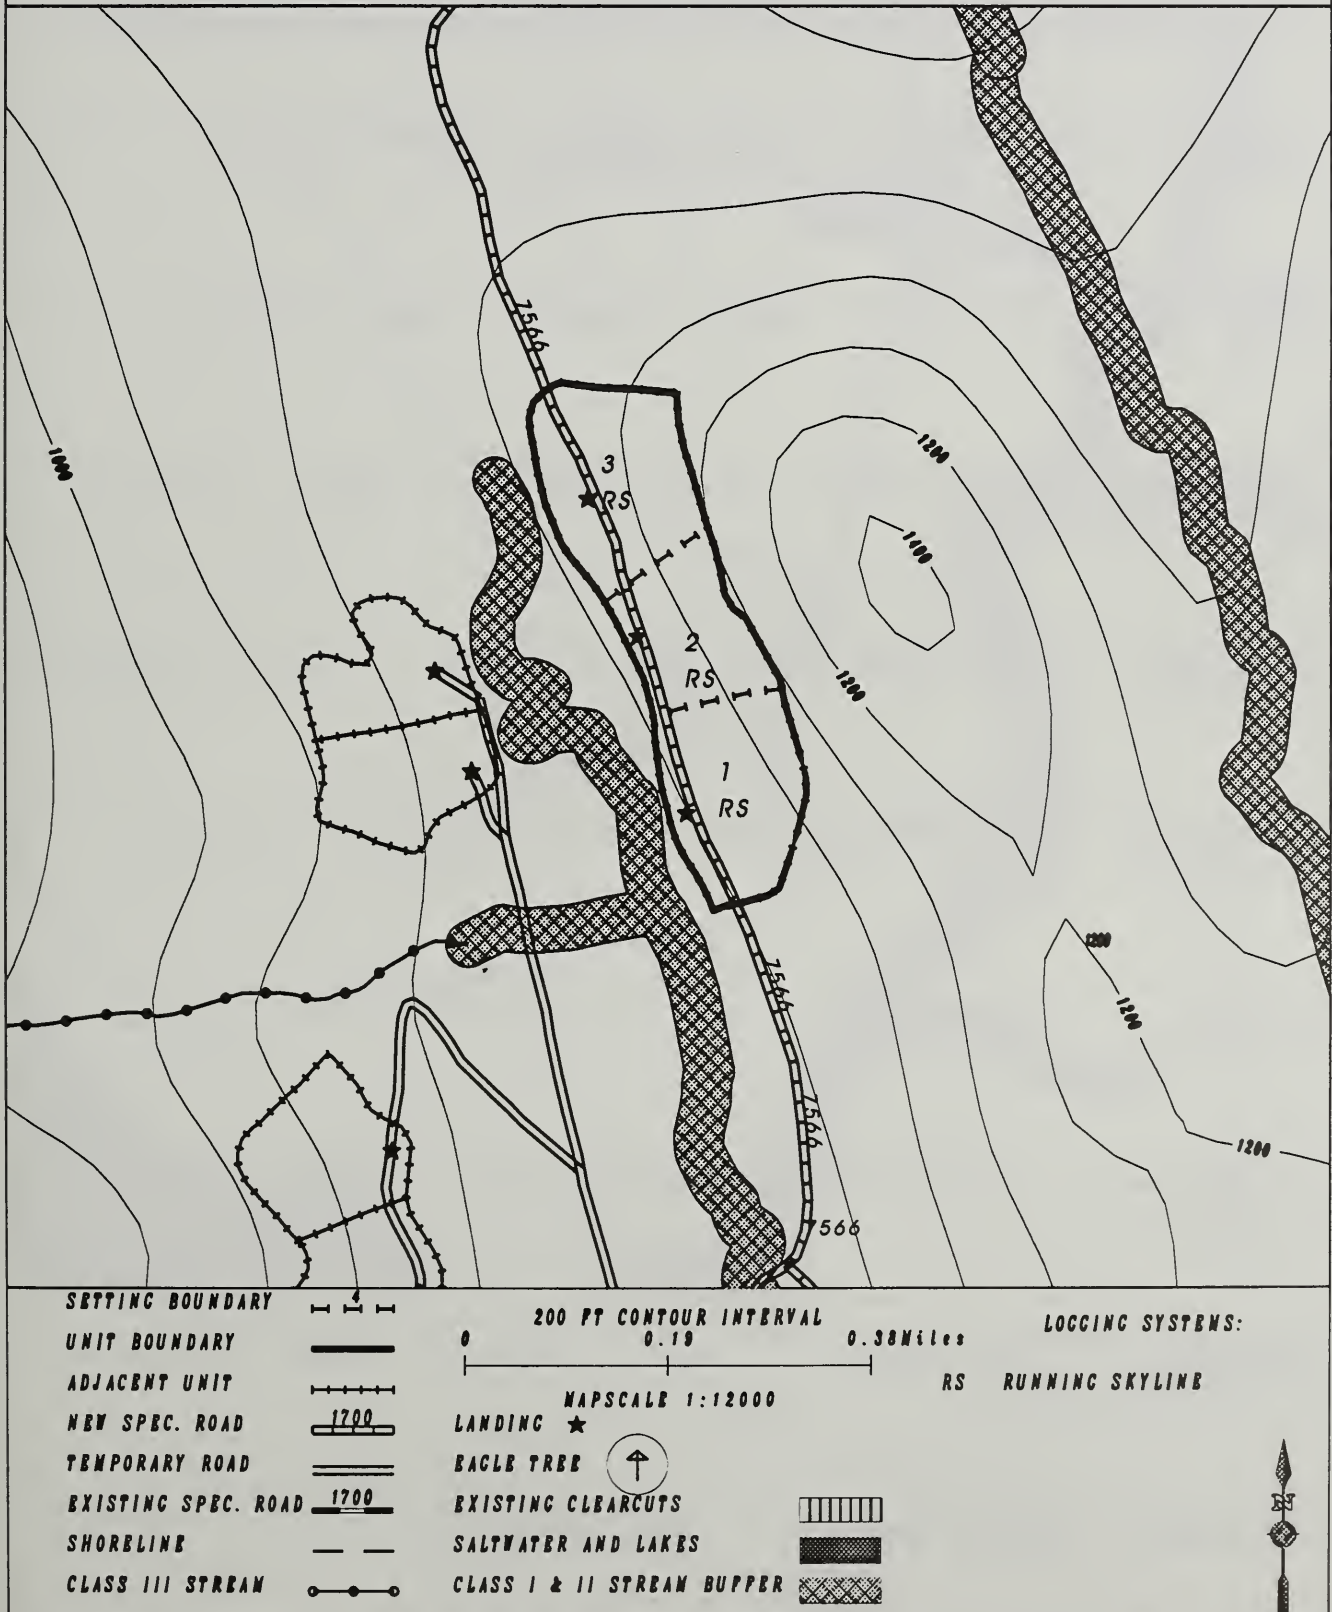 7566
1000
3
RS
1200
1400
2
RS
1200
1
RS
1200
7566
1200
7566
1200
7566
SETTING BOUNDARY 4
UNIT BOUNDARY
ADJACENT UNIT
NEW SPEC. ROAD 1700
TEMPORARY ROAD
EXISTING SPEC. ROAD 1700
SHORELINE
CLASS III STREAM
200 FT CONTOUR INTERVAL
0 0.19 0.38Miles
MAPSCALE 1:12000
LANDING
EAGLE TREE
EXISTING CLEARCUTS
SALTWATER AND LAKES
CLASS I & II STREAM BUFFER
LOGGING SYSTEMS:
RS RUNNING SKYLINE
N